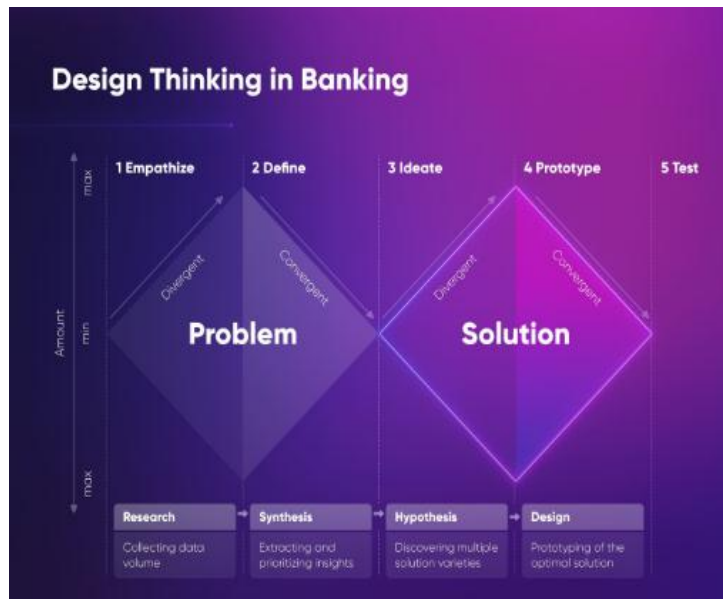 Design Thinking in Banking
1 Empathize
2 Define
3 Ideate
4 Prototype
5 Test
max
Amount
min
max
Divergent
Convergent
Divergent
Convergent
Problem
Solution
Research
Collecting data
volume
Synthesis
Extracting and
prioritizing insights
Hypothesis
Discovering multiple
solution varieties
Design
Prototyping of the
optimal solution